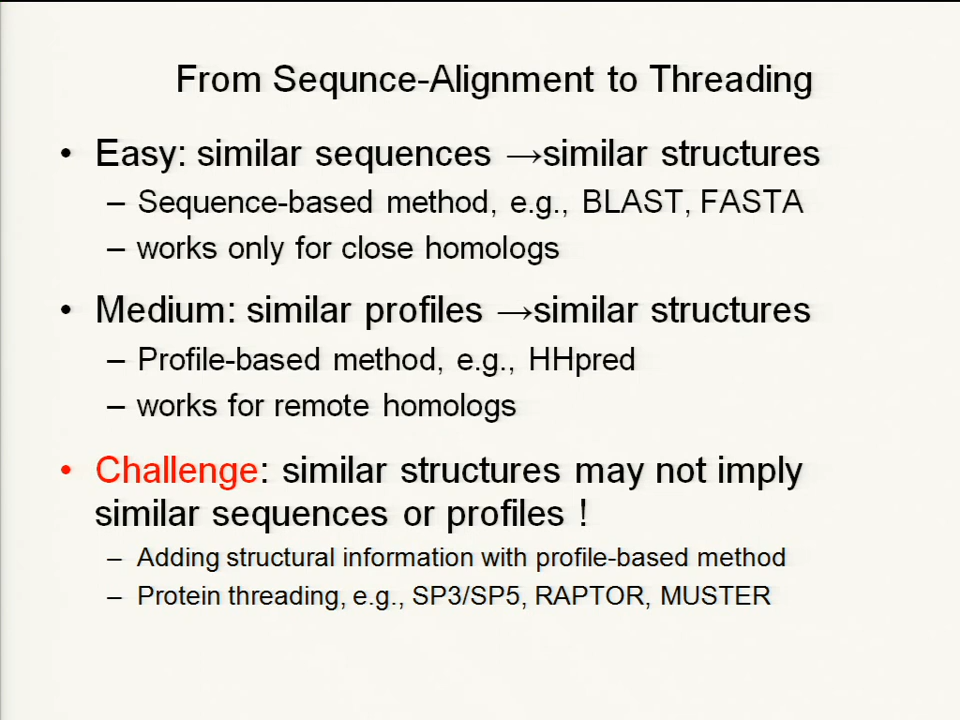 From Sequnce-Alignment to Threading
• Easy: similar sequences →similar structures
– Sequence-based method, e.g., BLAST, FASTA
– works only for close homologs
• Medium: similar profiles →similar structures
– Profile-based method, e.g., HHpred
– works for remote homologs
• Challenge: similar structures may not imply
similar sequences or profiles !
– Adding structural information with profile-based method
– Protein threading, e.g., SP3/SP5, RAPTOR, MUSTER